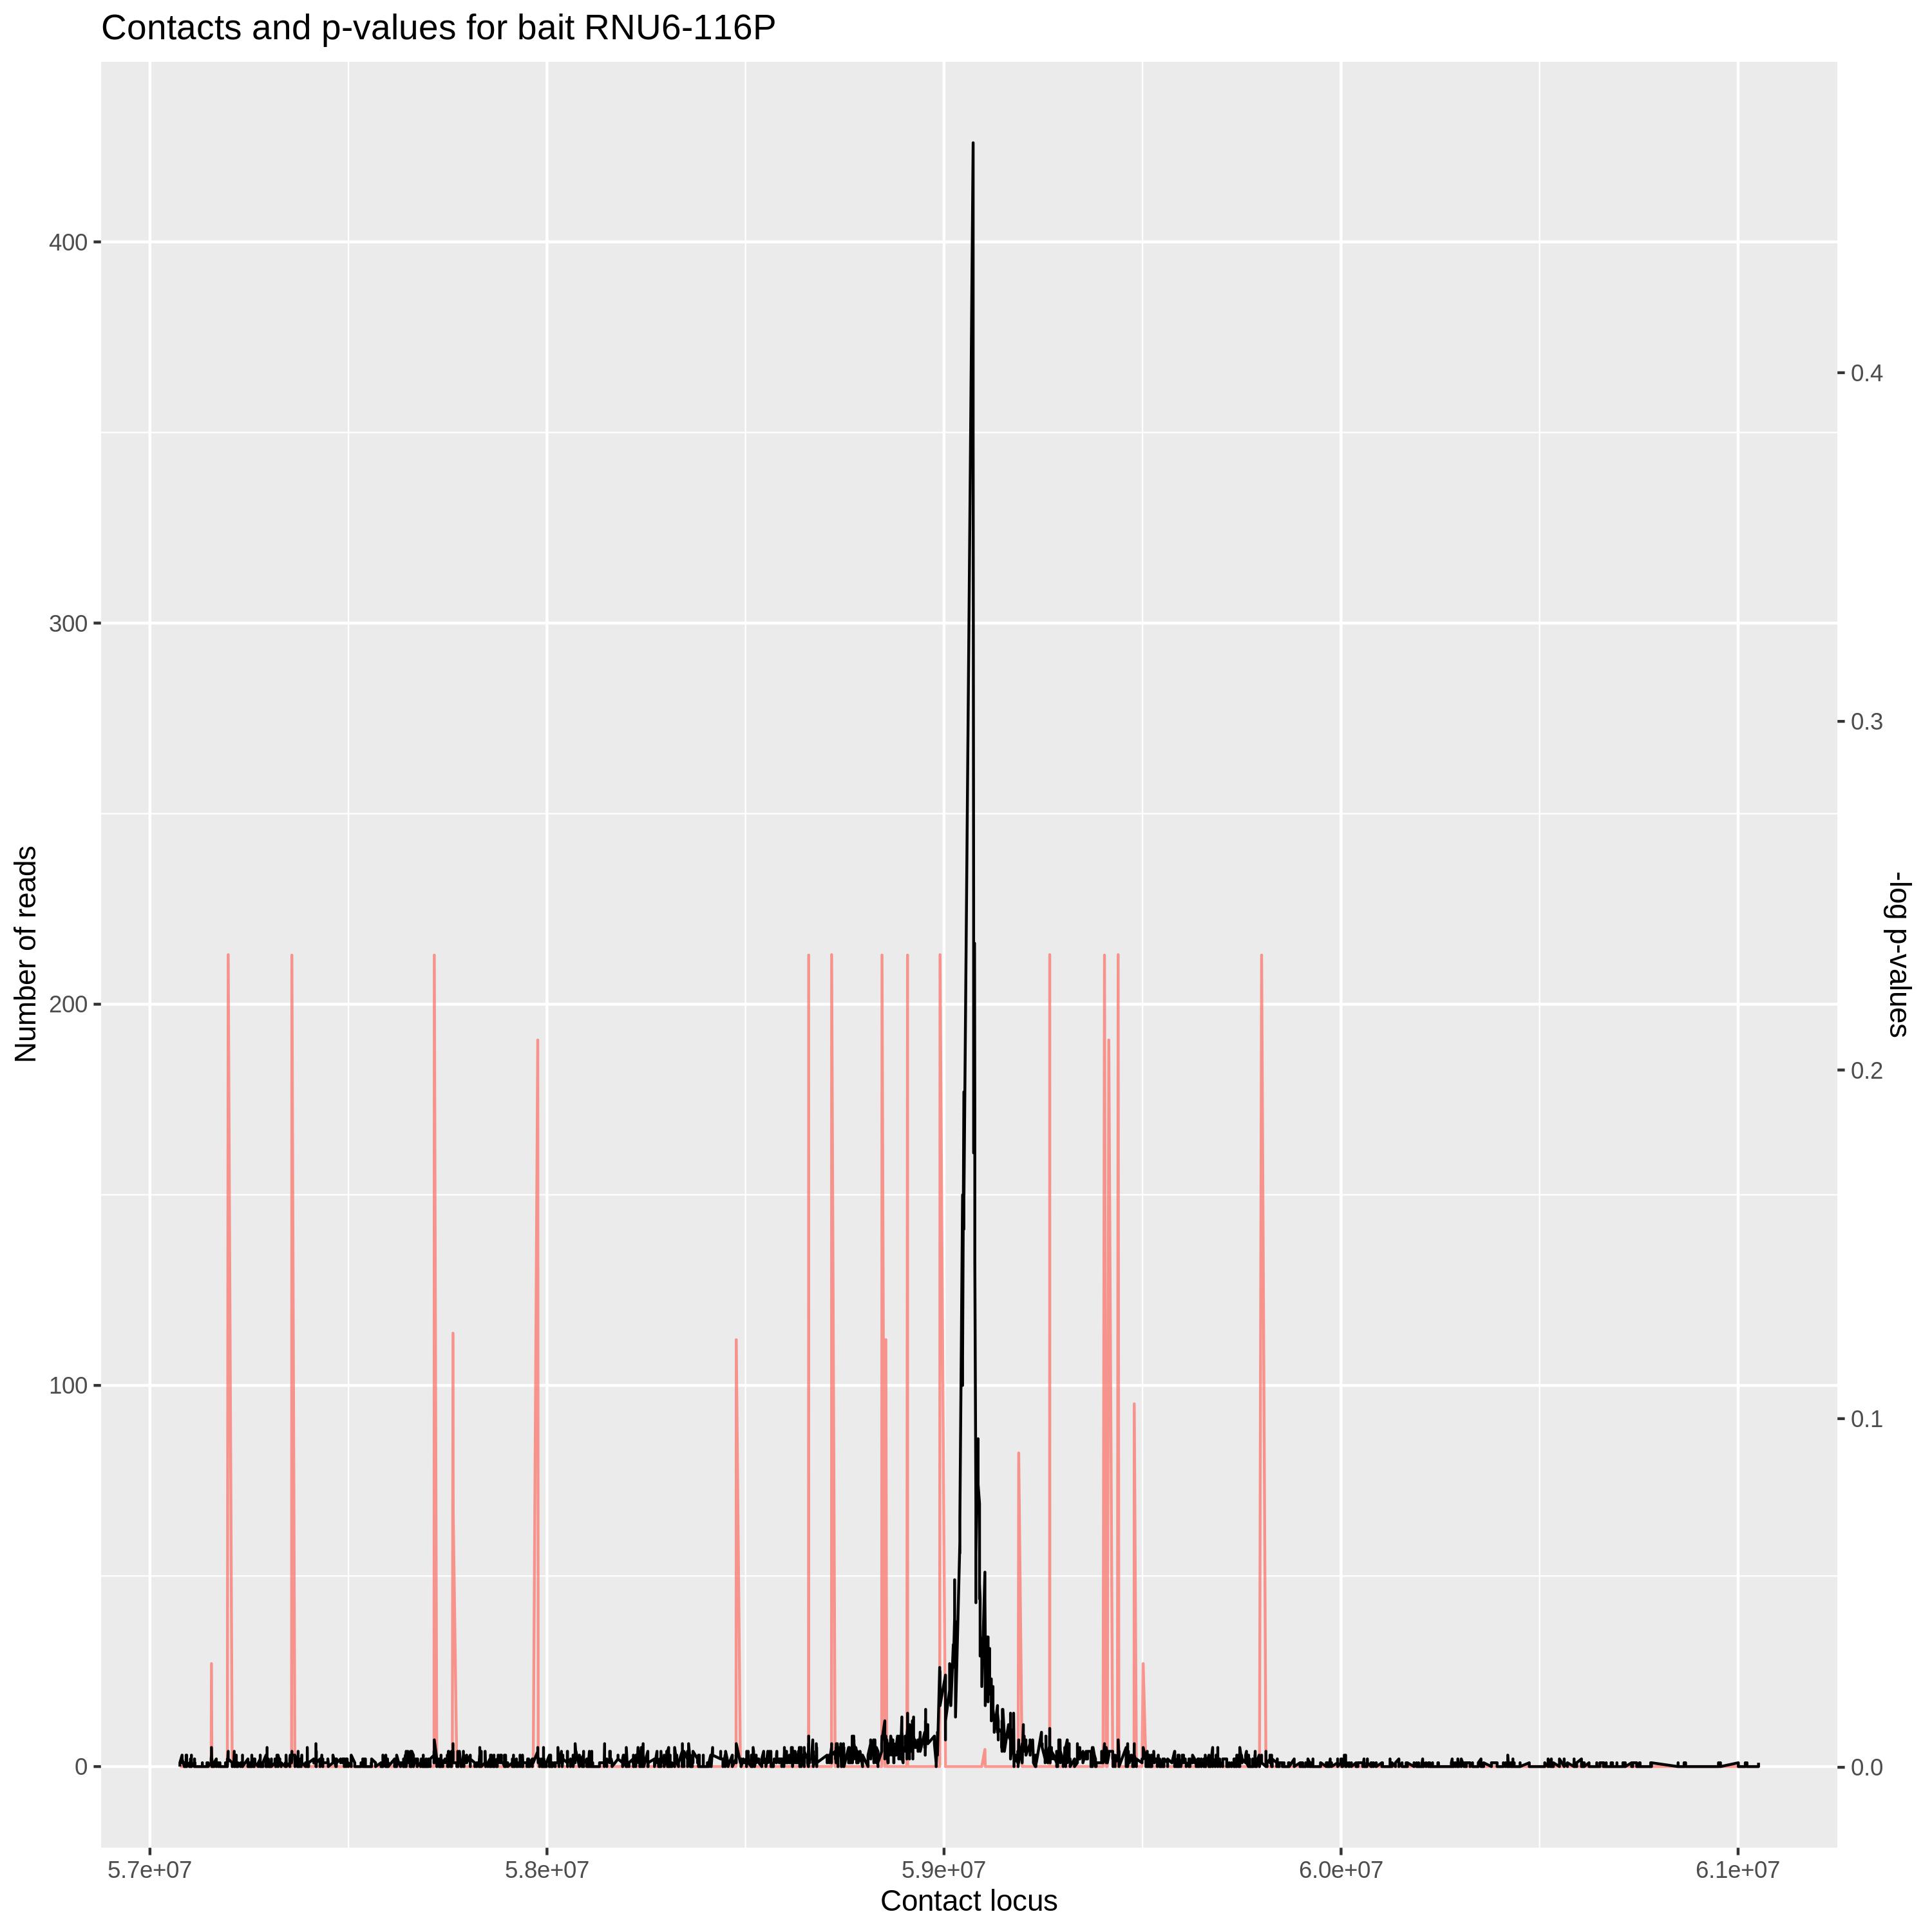 Contacts and p-values for bait RNU6-116P
400
300
200
100
0
Number of reads
0.4
0.3
0.2
0.1
0.0
-log p-values
5.7e+07
5.8e+07
5.9e+07
6.0e+07
6.1e+07
Contact locus